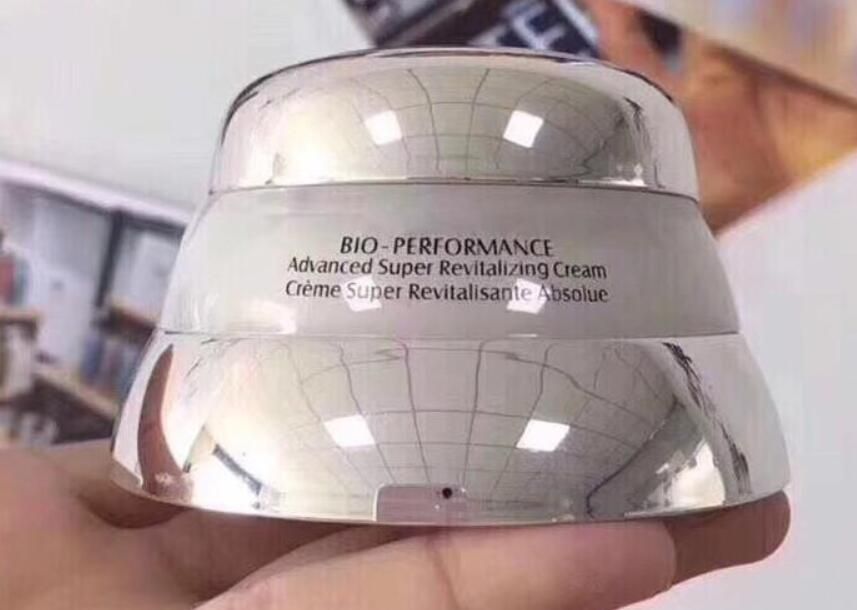 BIO-PERFORMANCE
Advanced Super Revitalizing Cream
Crème Super Revitalisante Absolue